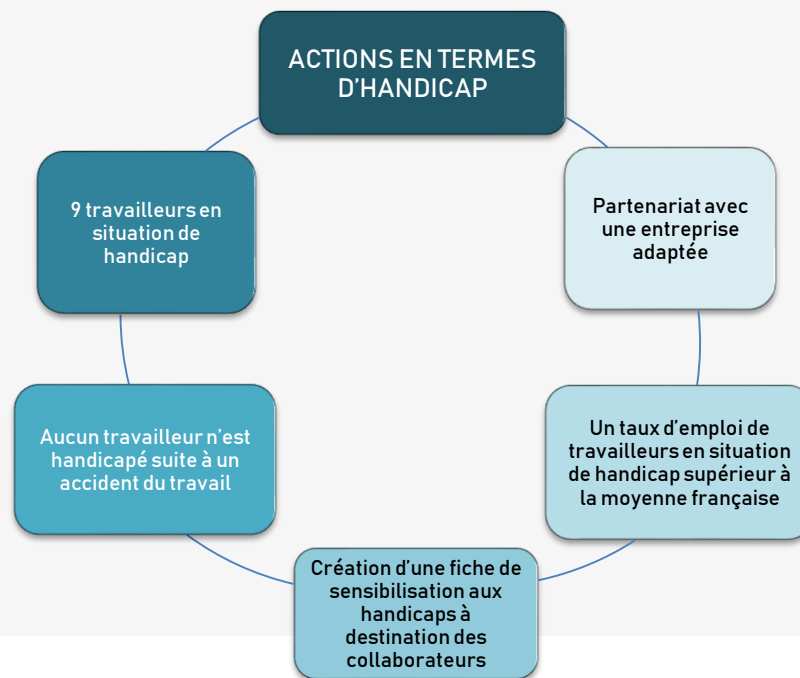 ACTIONS EN TERMES
D'HANDICAP
Partenariat avec
une entreprise
adaptée
Un taux d'emploi de
travailleurs en situation
de handicap supérieur à
la moyenne française
Création d'une fiche de
sensibilisation aux
handicaps à
destination des
collaborateurs
Aucun travailleur n'est
handicapé suite à un
accident du travail
9 travailleurs en
situation de
handicap